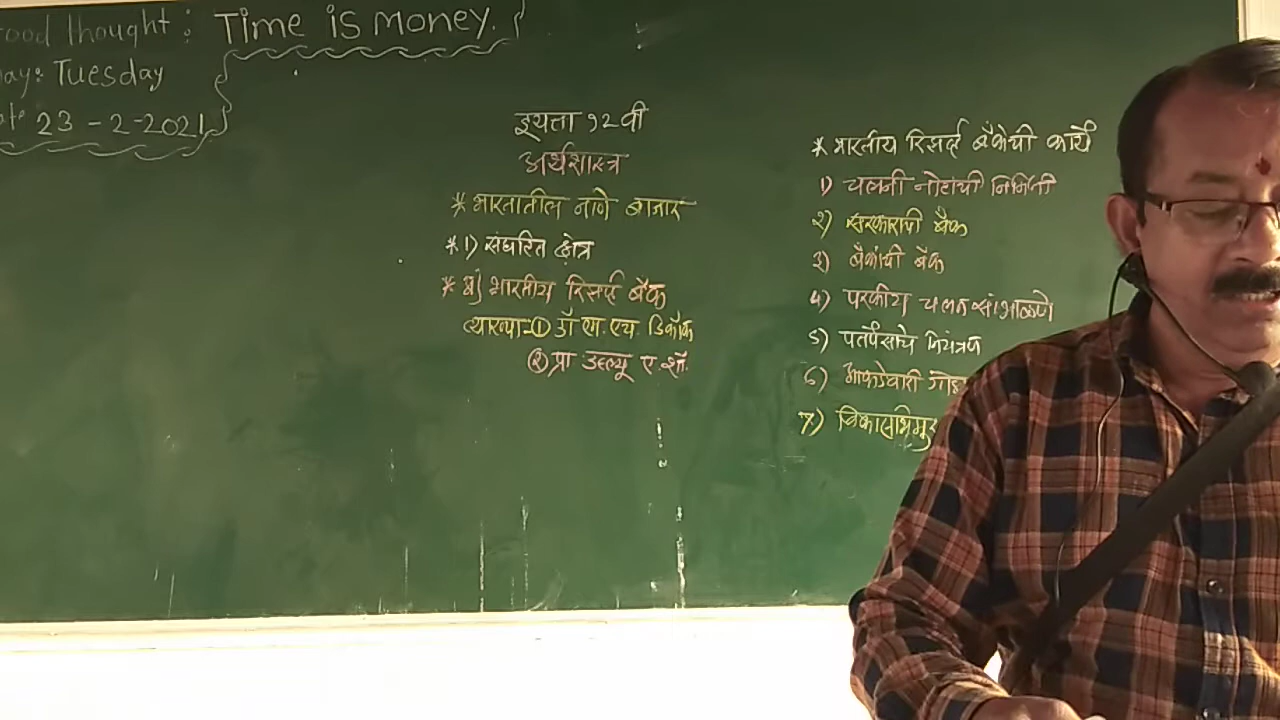 ood thought: Time is money.
ay: Tuesday
ate 23-2-2021
इयत्ता १२वी
अर्थशास्त्र
* भारतातील नाणे बाजार
* १) संघटित क्षेत्र
* अ) भारतीय रिझर्व्ह बँक
व्याख्या-① डॉ एम. एच. डिकॉक
② प्रा डब्ल्यू ए. शॉ.
* भारतीय रिझर्व्ह बँकेची कार्ये
१) चलनी नोटांची निर्मिती
२) सरकारची बँक
३) बँकांची बँक
४) परकीय चलन सांभाळणे
५) पतपैसाचे नियंत्रण
६) आकडेवारी गोळा
७) विकासाभिमु